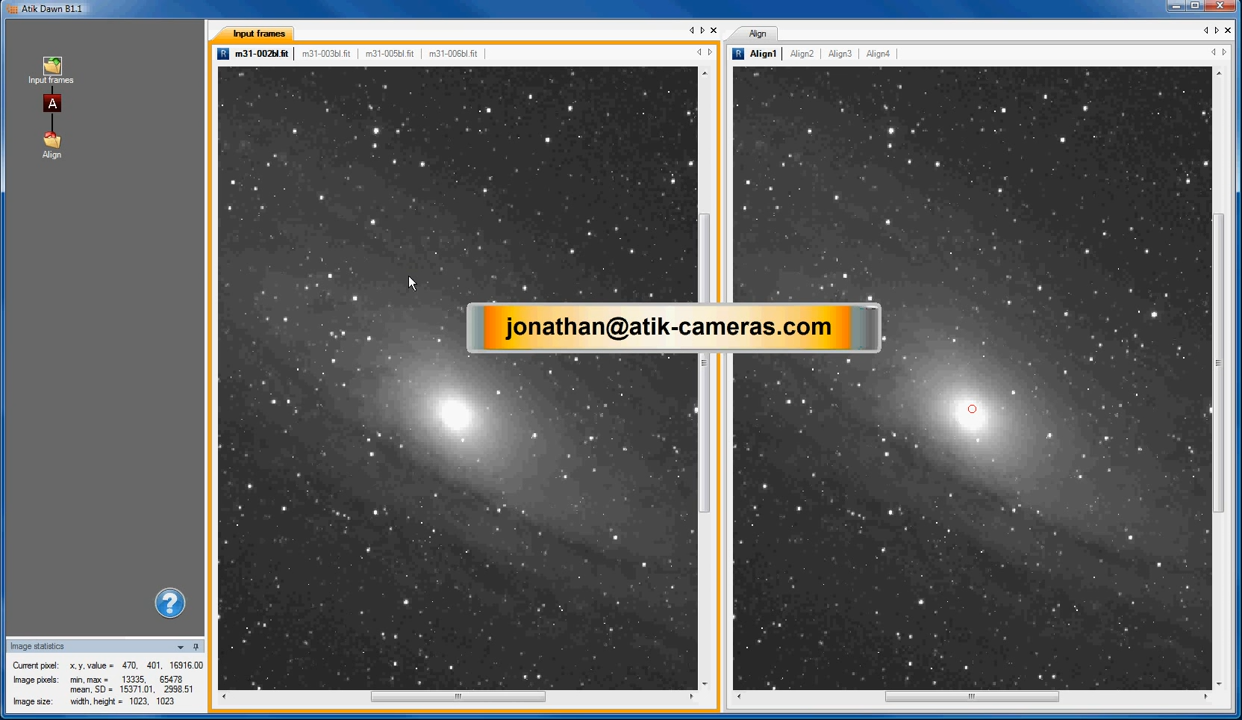 Atik Dawn B1.1
Input frames
A
Align
Input frames
m31-002bl.fit m31-003bl.fit m31-005bl.fit m31-006bl.fit
Align
Align1 Align2 Align3 Align4
jonathan@atik-cameras.com
?
Image statistics
Current pixel: x, y, value = 470, 401, 16916.00
Image pixels: min, max = 13335, 65478
mean, SD = 15371.01, 2998.51
Image size: width, height = 1023, 1023